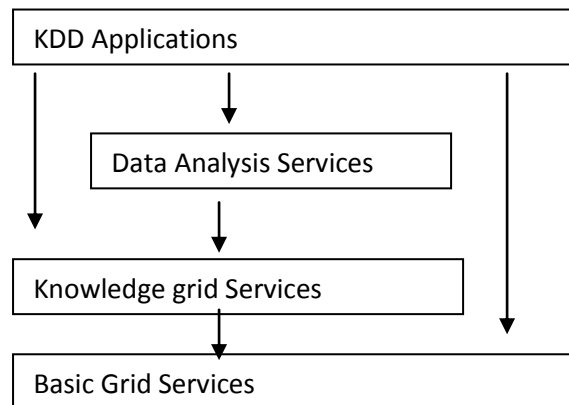 KDD Applications
Data Analysis Services
Knowledge grid Services
Basic Grid Services